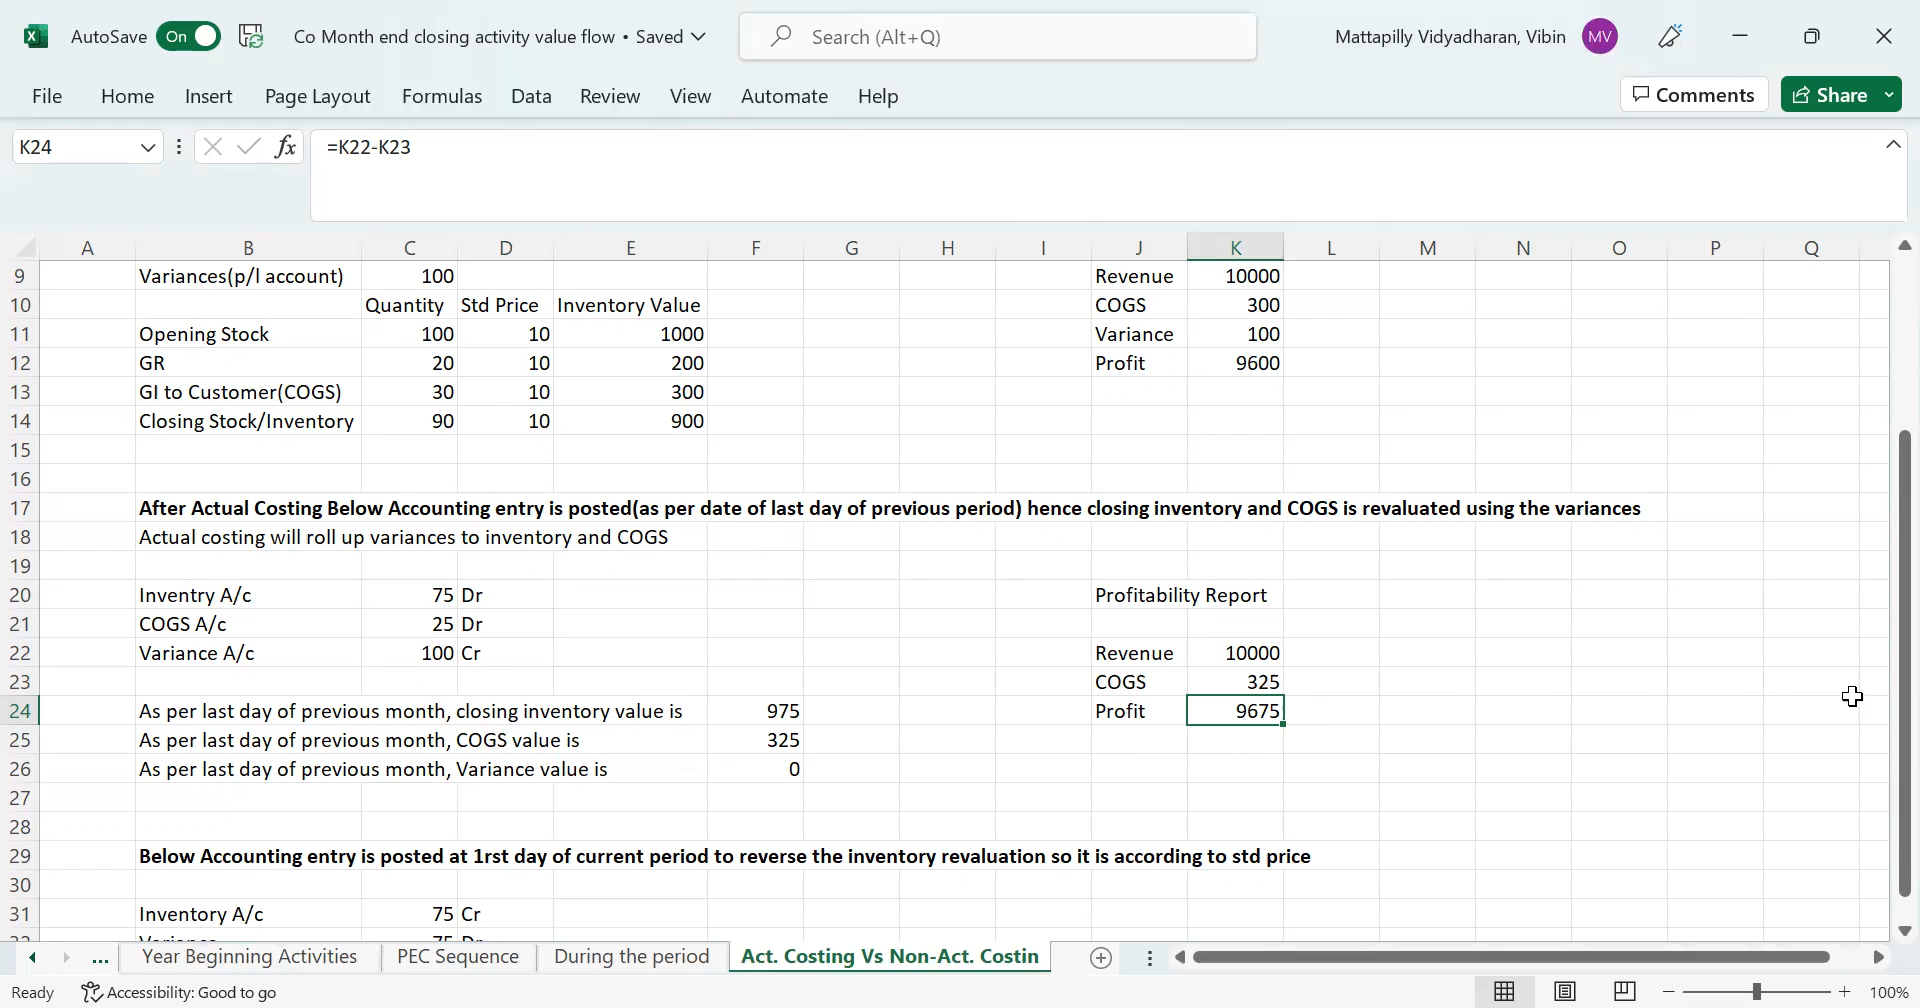 AutoSave On Co Month end closing activity value flow • Saved Search (Alt+Q) Mattapilly Vidyadharan, Vibin MV
File Home Insert Page Layout Formulas Data Review View Automate Help Comments Share
K24 fx =K22-K23
A B C D E F G H I J K L M N O P Q
9 Variances(p/l account) 100 Revenue 10000
10 Quantity Std Price Inventory Value COGS 300
11 Opening Stock 100 10 1000 Variance 100
12 GR 20 10 200 Profit 9600
13 GI to Customer(COGS) 30 10 300
14 Closing Stock/Inventory 90 10 900
15
16
17 After Actual Costing Below Accounting entry is posted(as per date of last day of previous period) hence closing inventory and COGS is revaluated using the variances
18 Actual costing will roll up variances to inventory and COGS
19
20 Inventry A/c 75 Dr Profitability Report
21 COGS A/c 25 Dr
22 Variance A/c 100 Cr Revenue 10000
23 COGS 325
24 As per last day of previous month, closing inventory value is 975 Profit 9675
25 As per last day of previous month, COGS value is 325
26 As per last day of previous month, Variance value is 0
27
28
29 Below Accounting entry is posted at 1rst day of current period to reverse the inventory revaluation so it is according to std price
30
31 Inventory A/c 75 Cr
... Year Beginning Activities PEC Sequence During the period Act. Costing Vs Non-Act. Costin
Ready Accessibility: Good to go 100%